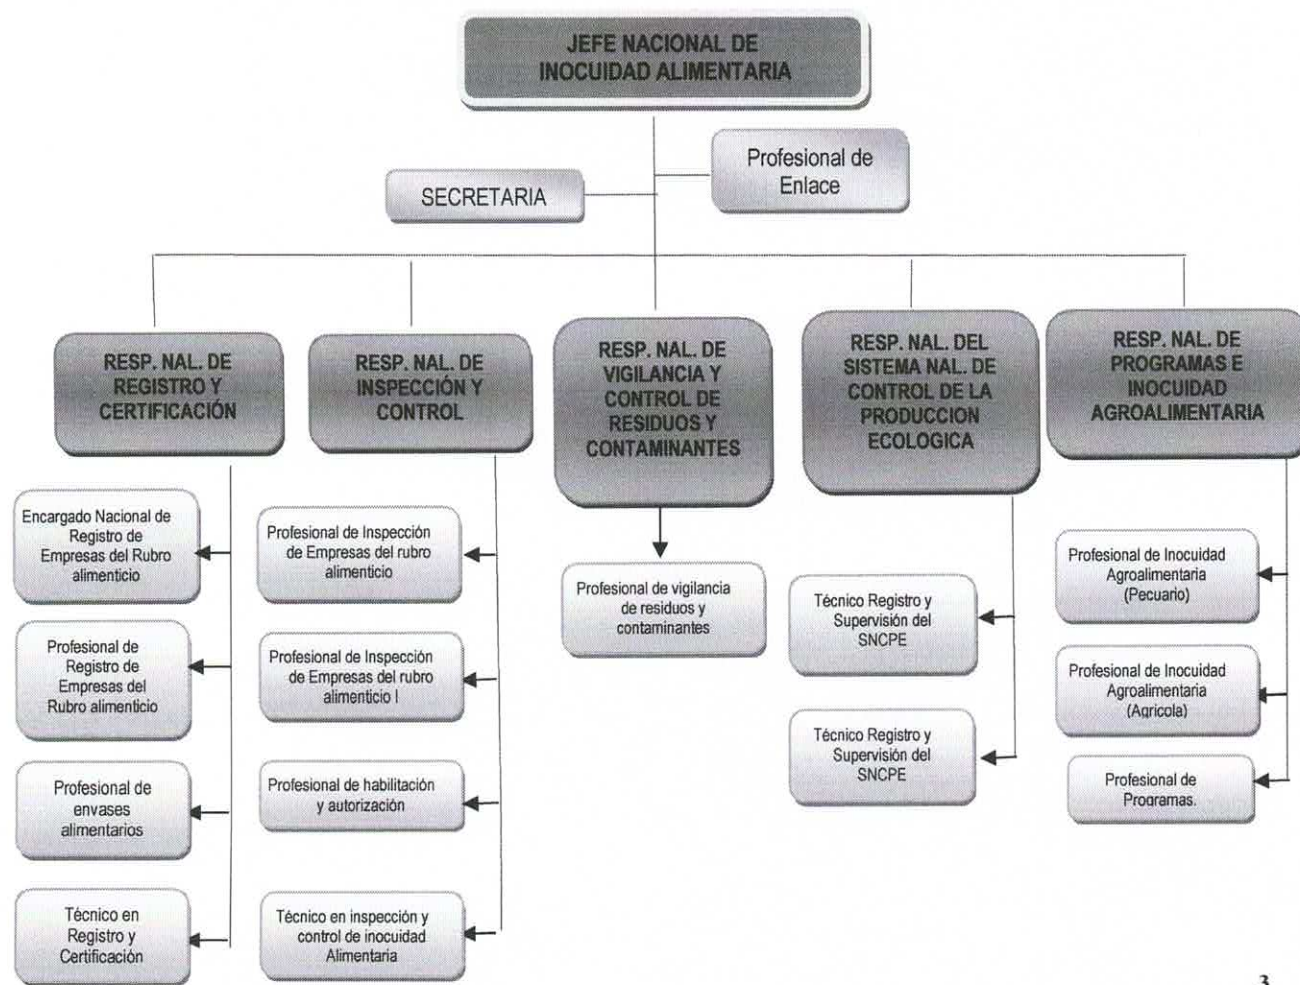 JEFE NACIONAL DE
INOCUIDAD ALIMENTARIA
Profesional de
Enlace
SECRETARIA
RESP. NAL. DE
REGISTRO Y
CERTIFICACIÓN
RESP. NAL. DE
INSPECCIÓN Y
CONTROL
RESP. NAL. DE
VIGILANCIA Y
CONTROL DE
RESIDUOS Y
CONTAMINANTES
RESP. NAL. DEL
SISTEMA NAL. DE
CONTROL DE LA
PRODUCCION
ECOLOGICA
RESP. NAL. DE
PROGRAMAS E
INOCUIDAD
AGROALIMENTARIA
Encargado Nacional de
Registro de
Empresas del Rubro
alimenticio
Profesional de
Registro de
Empresas del
Rubro alimenticio
Profesional de
envases
alimentarios
Técnico en
Registro y
Certificación
Profesional de Inspección
de Empresas del rubro
alimenticio
Profesional de Inspección
de Empresas del rubro
alimenticio I
Profesional de habilitación
y autorización
Técnico en inspección y
control de inocuidad
Alimentaria
Profesional de vigilancia
de residuos y
contaminantes
Técnico Registro y
Supervisión del
SNCPE
Técnico Registro y
Supervisión del
SNCPE
Profesional de Inocuidad
Agroalimentaria
(Pecuario)
Profesional de Inocuidad
Agroalimentaria
(Agricola)
Profesional de
Programas.
3